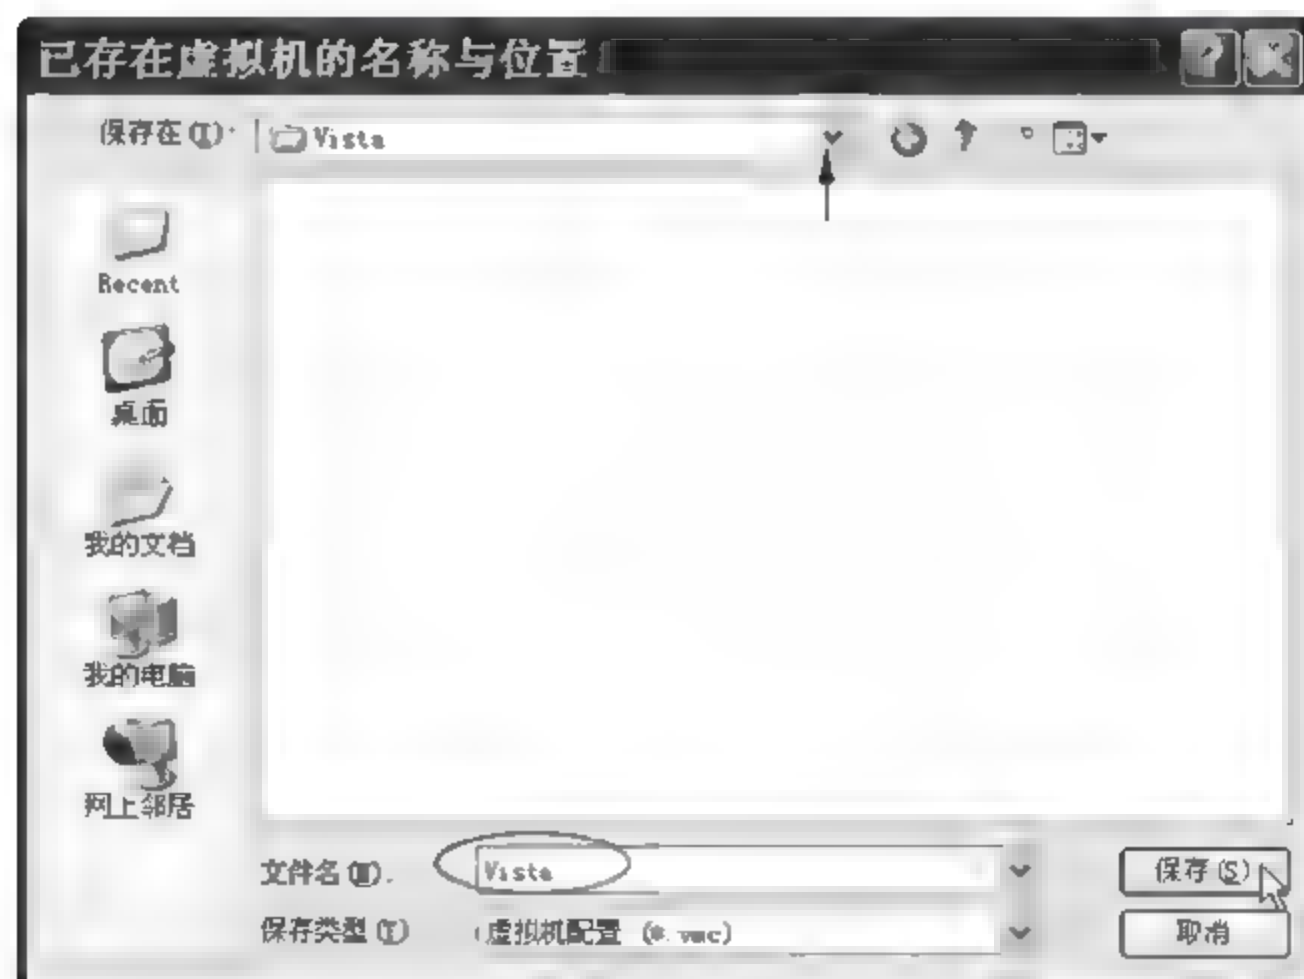 已存在虚拟机的名称与位置
保存在(I): Vista
Recent
桌面
我的文档
我的电脑
网上邻居
文件名(N): Vista
保存(S)
保存类型(T) 虚拟机配置 (*.vmc)
取消